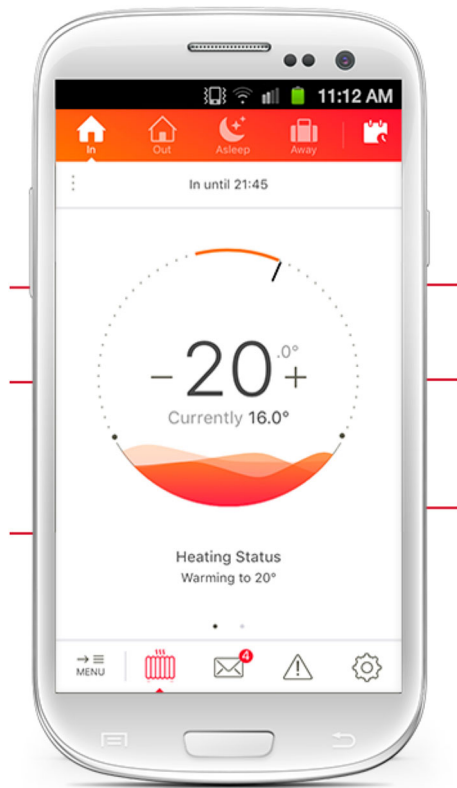 11:12 AM
In Out Asleep Away
In until 21:45
- 20.0° +
Currently 16.0°
Heating Status
Warming to 20°
MENU 4